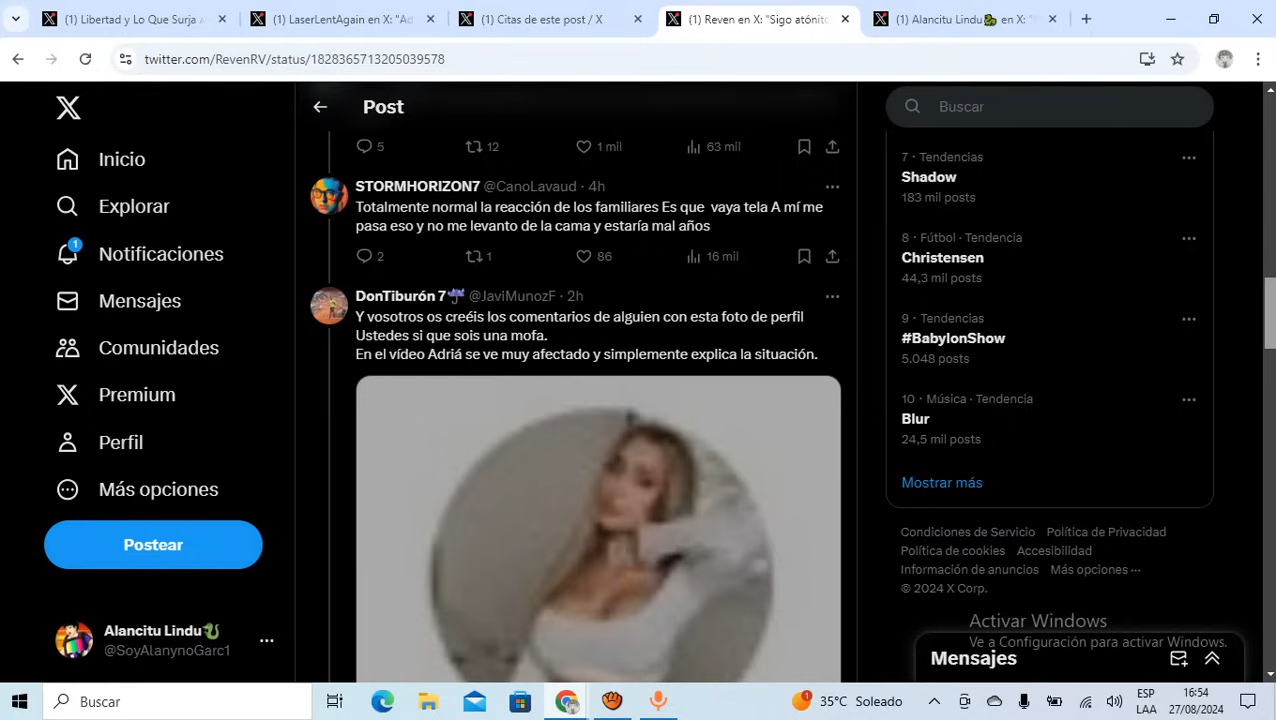 (1) Libertad y Lo Que Surja
(1) LaserLentAgain en X: "Ad
(1) Citas de este post / X
(1) Reven en X: "Sigo atónito
(1) Alancitu Lindu🐉 en X: "
twitter.com/RevenRV/status/1828365713205039578
Inicio
Explorar
1
Notificaciones
Mensajes
Comunidades
Premium
Perfil
Más opciones
Postear
Alancitu Lindu🐉
@SoyAlanynoGarc1
Post
5 12 1 mil 63 mil
STORMHORIZON7 @CanoLavaud · 4h
Totalmente normal la reacción de los familiares Es que vaya tela A mí me
pasa eso y no me levanto de la cama y estaría mal años
2 1 86 16 mil
DonTiburón 7☔ @JaviMunozF · 2h
Y vosotros os creéis los comentarios de alguien con esta foto de perfil
Ustedes si que sois una mofa.
En el vídeo Adriá se ve muy afectado y simplemente explica la situación.
Buscar
7 · Tendencias
Shadow
183 mil posts
8 · Fútbol · Tendencia
Christensen
44,3 mil posts
9 · Tendencias
#BabylonShow
5.048 posts
10 · Música · Tendencia
Blur
24,5 mil posts
Mostrar más
Condiciones de Servicio Política de Privacidad
Política de cookies Accesibilidad
Información de anuncios Más opciones ···
© 2024 X Corp.
Activar Windows
Ve a Configuración para activar Windows.
Mensajes
Buscar
1
35°C Soleado
ESP
LAA
16:54
27/08/2024